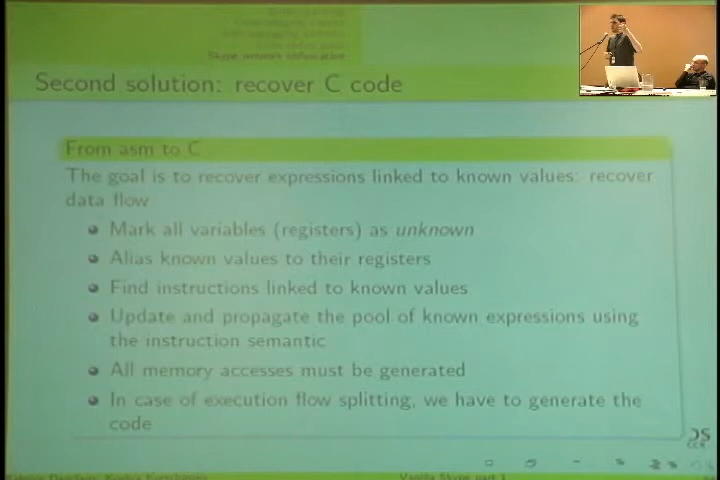 Skype network obfuscation
Second solution: recover C code
From asm to C
The goal is to recover expressions linked to known values: recover
data flow
Mark all variables (registers) as unknown
Alias known values to their registers
Find instructions linked to known values
Update and propagate the pool of known expressions using
the instruction semantic
All memory accesses must be generated
In case of execution flow splitting, we have to generate the
code
Vanilla Skype part 1